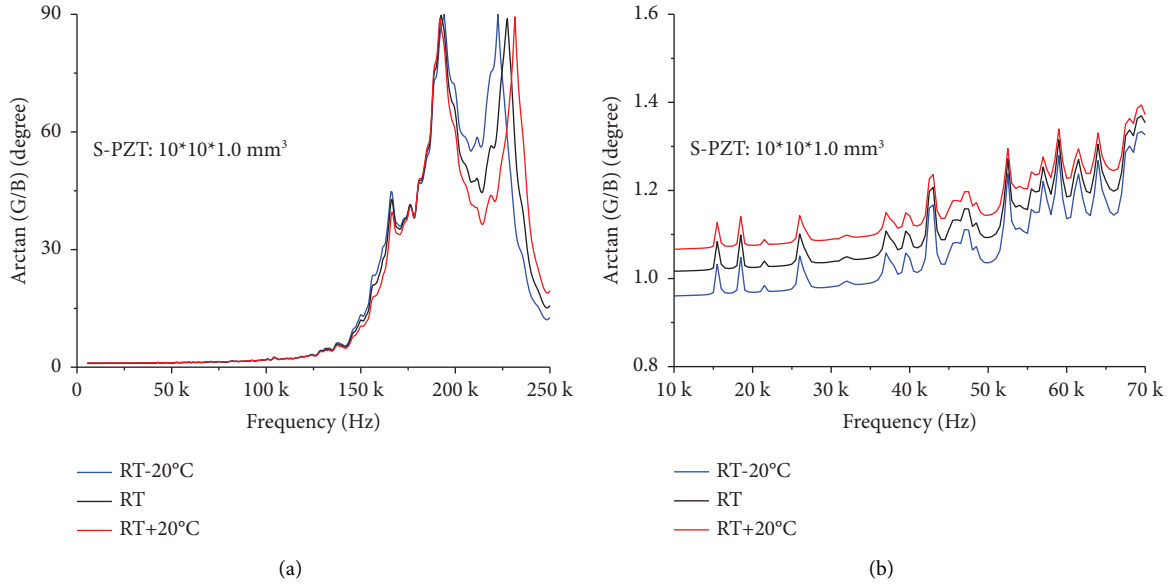 90
60
30
0
Arctan (G/B) (degree)
S-PZT: 10*10*1.0 mm³
0 50 k 100 k 150 k 200 k 250 k
Frequency (Hz)
RT-20°C
RT
RT+20°C
(a)
1.6
1.4
1.2
1.0
0.8
Arctan (G/B) (degree)
S-PZT: 10*10*1.0 mm³
10 k 20 k 30 k 40 k 50 k 60 k 70 k
Frequency (Hz)
RT-20°C
RT
RT+20°C
(b)